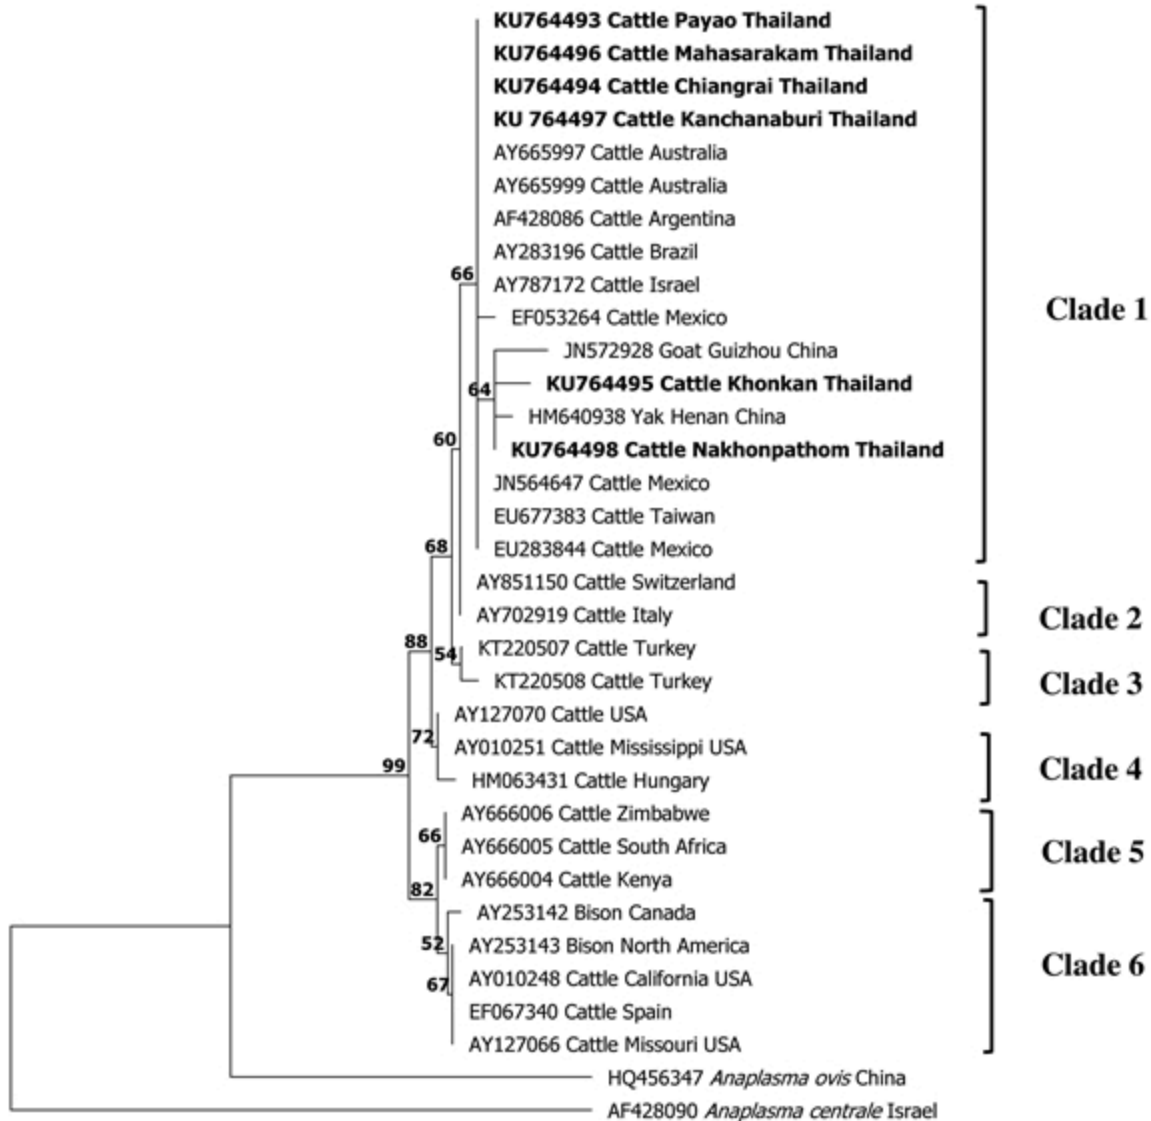 KU764493 Cattle Payao Thailand
KU764496 Cattle Mahasarakam Thailand
KU764494 Cattle Chiangrai Thailand
KU 764497 Cattle Kanchanaburi Thailand
AY665997 Cattle Australia
AY665999 Cattle Australia
AF428086 Cattle Argentina
AY283196 Cattle Brazil
66
AY787172 Cattle Israel
Clade 1
EF053264 Cattle Mexico
JN572928 Goat Guizhou China
64
KU764495 Cattle Khonkan Thailand
HM640938 Yak Henan China
60
KU764498 Cattle Nakhonpathom Thailand
JN564647 Cattle Mexico
EU677383 Cattle Taiwan
68
EU283844 Cattle Mexico
AY851150 Cattle Switzerland
AY702919 Cattle Italy
Clade 2
88
54
KT220507 Cattle Turkey
KT220508 Cattle Turkey
Clade 3
AY127070 Cattle USA
72
AY010251 Cattle Mississippi USA
99
HM063431 Cattle Hungary
Clade 4
AY666006 Cattle Zimbabwe
66
AY666005 Cattle South Africa
Clade 5
AY666004 Cattle Kenya
82
AY253142 Bison Canada
52
AY253143 Bison North America
Clade 6
67
AY010248 Cattle California USA
EF067340 Cattle Spain
AY127066 Cattle Missouri USA
HQ456347 Anaplasma ovis China
AF428090 Anaplasma centrale Israel